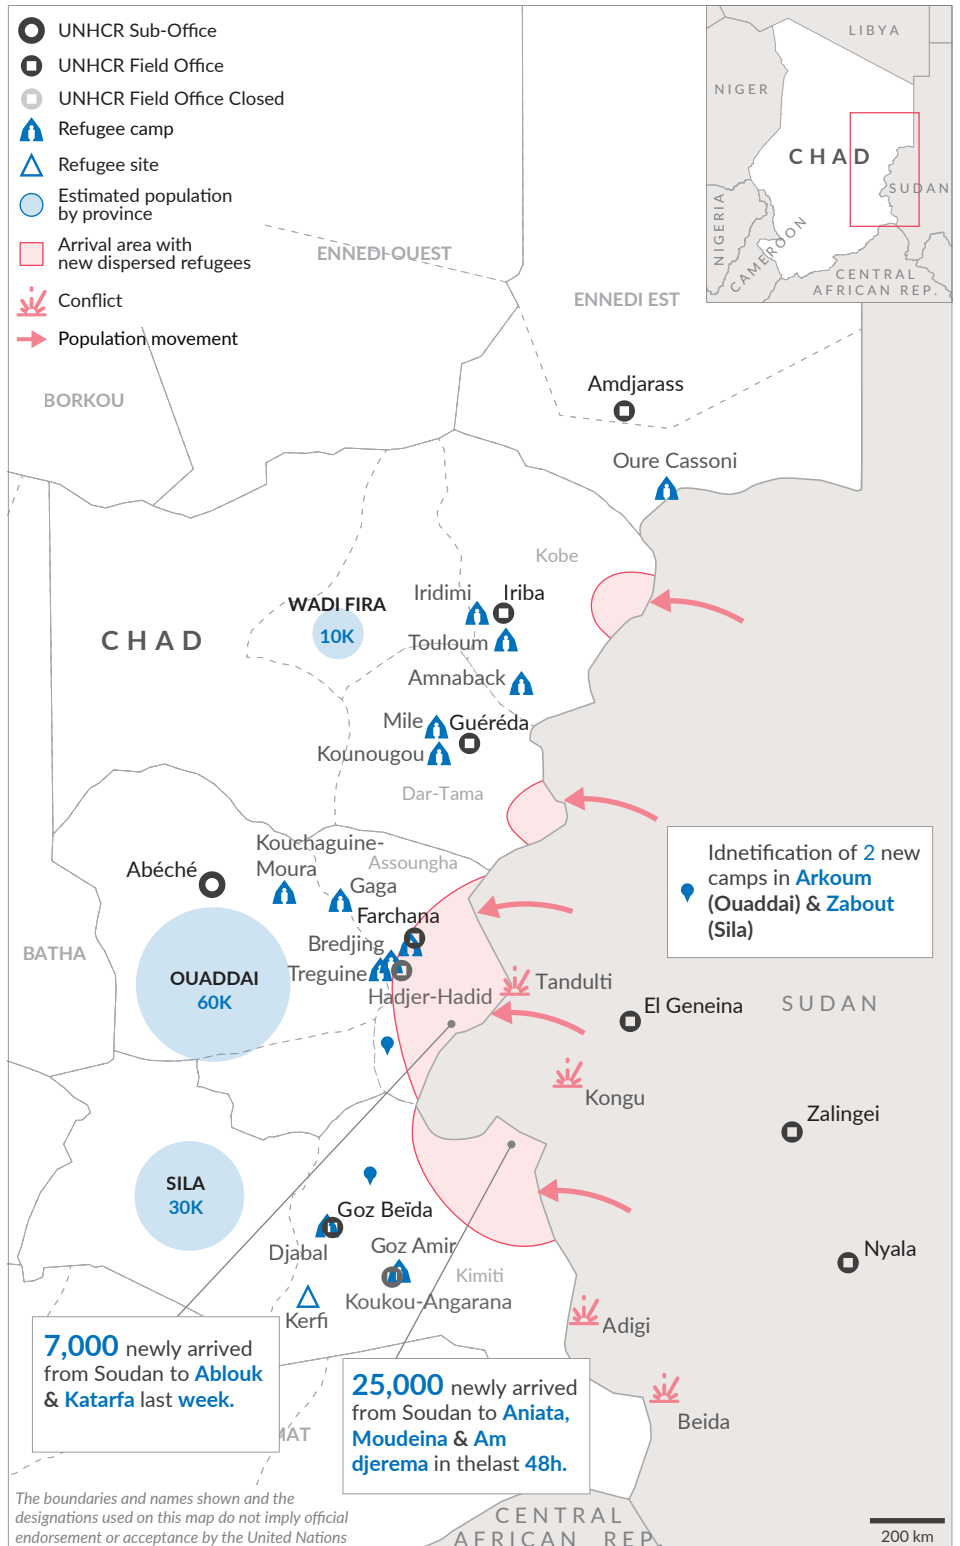 UNHCR Sub-Office
UNHCR Field Office
UNHCR Field Office Closed
Refugee camp
Refugee site
Estimated population
by province
Arrival area with
new dispersed refugees
Conflict
Population movement
LIBYA
NIGER
CHAD
SUDAN
NIGERIA
CAMEROON
CENTRAL
AFRICAN REP.
ENNEDI OUEST
ENNEDI EST
BORKOU
Amdjarass
Oure Cassoni
Kobe
WADI FIRA
10K
Iridimi
Iriba
CHAD
Touloum
Amnaback
Mile
Guéréda
Kounougou
Dar-Tama
Kouchaguine-
Moura
Assoungha
Abéché
Gaga
Farchana
Idnetification of 2 new
camps in Arkoum
(Ouaddai) & Zabout
(Sila)
BATHA
Bredjing
OUADDAI
60K
Treguine
Hadjer-Hadid
Tandulti
El Geneina
SUDAN
Kongu
Zalingei
SILA
30K
Goz Beïda
Djabal
Goz Amir
Kimiti
Nyala
Koukou-Angarana
Kerfi
Adigi
Beida
7,000 newly arrived
from Soudan to Ablouk
& Katarfa last week.
25,000 newly arrived
from Soudan to Aniata,
Moudeina & Am
djerema in thelast 48h.
MAT
The boundaries and names shown and the
designations used on this map do not imply official
endorsement or acceptance by the United Nations
CENTRAL
AFRICAN REP.
200 km